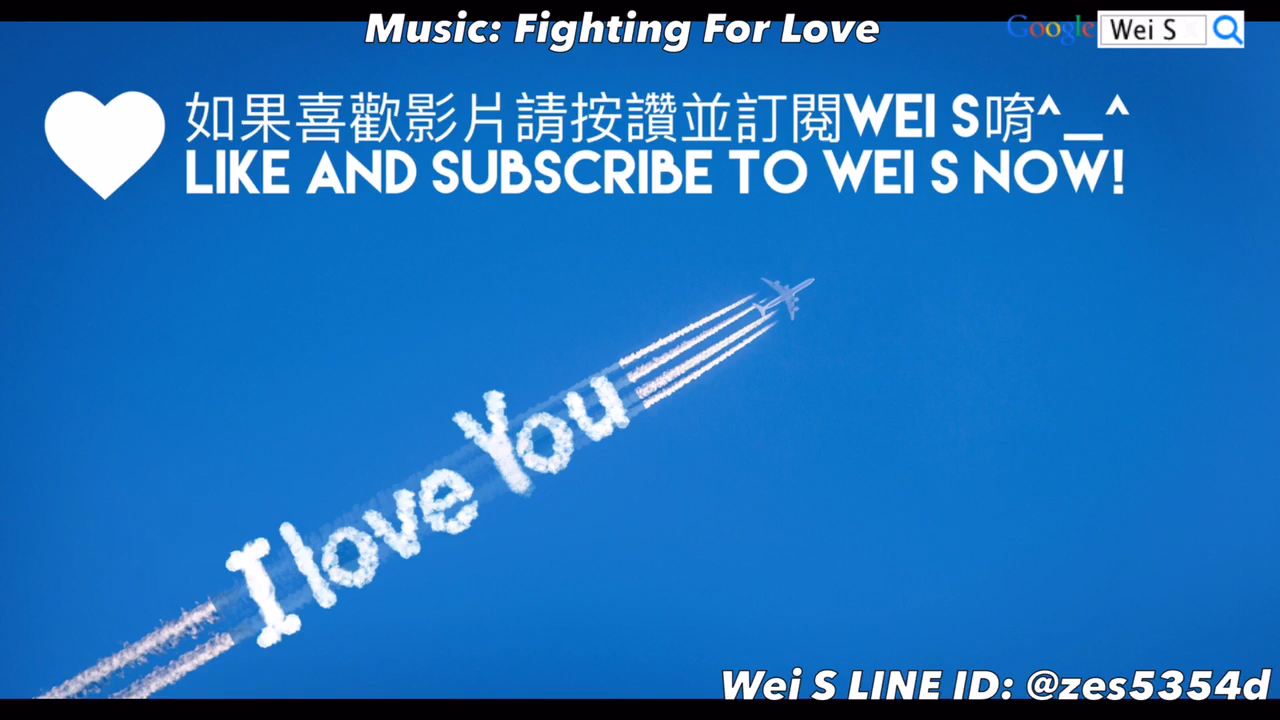 Music: Fighting For Love
Google Wei S
如果喜歡影片請按讚並訂閱WEI S唷^_^
LIKE AND SUBSCRIBE TO WEI S NOW!
I love You
Wei S LINE ID: @zes5354d